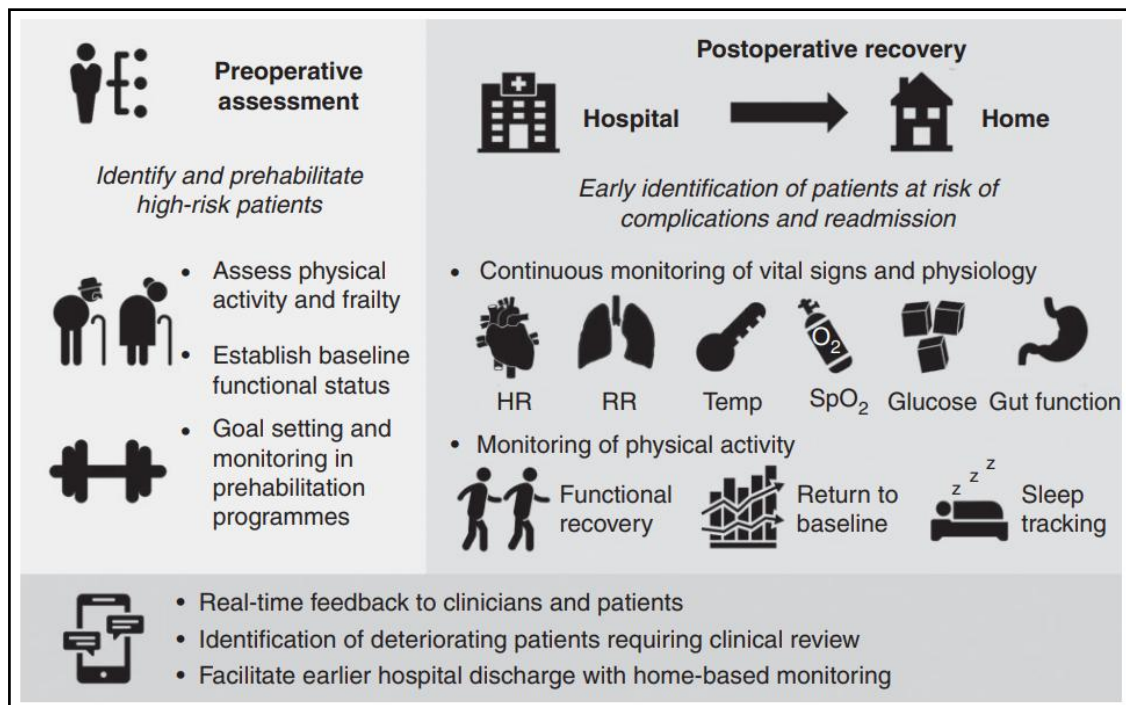 Preoperative
assessment
Identify and prehabilitate
high-risk patients
• Assess physical
activity and frailty
• Establish baseline
functional status
• Goal setting and
monitoring in
prehabilitation
programmes
Postoperative recovery
Hospital
Home
Early identification of patients at risk of
complications and readmission
• Continuous monitoring of vital signs and physiology
O₂
HR RR Temp SpO₂ Glucose Gut function
• Monitoring of physical activity
Functional
recovery
Return to
baseline
z z z
Sleep
tracking
• Real-time feedback to clinicians and patients
• Identification of deteriorating patients requiring clinical review
• Facilitate earlier hospital discharge with home-based monitoring